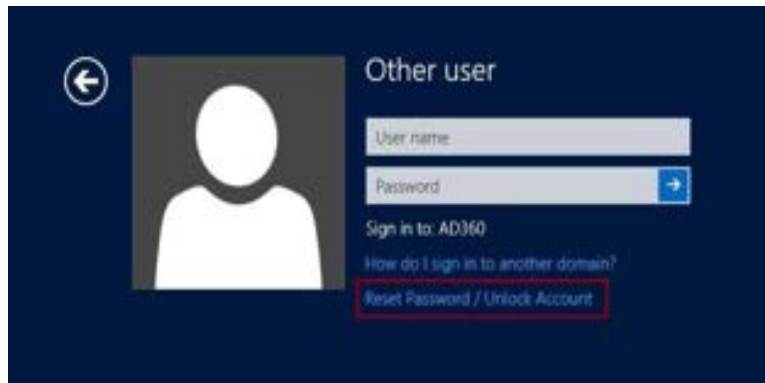 Other user
User name
Password
Sign in to: AD360
How do I sign in to another domain?
Reset Password / Unlock Account